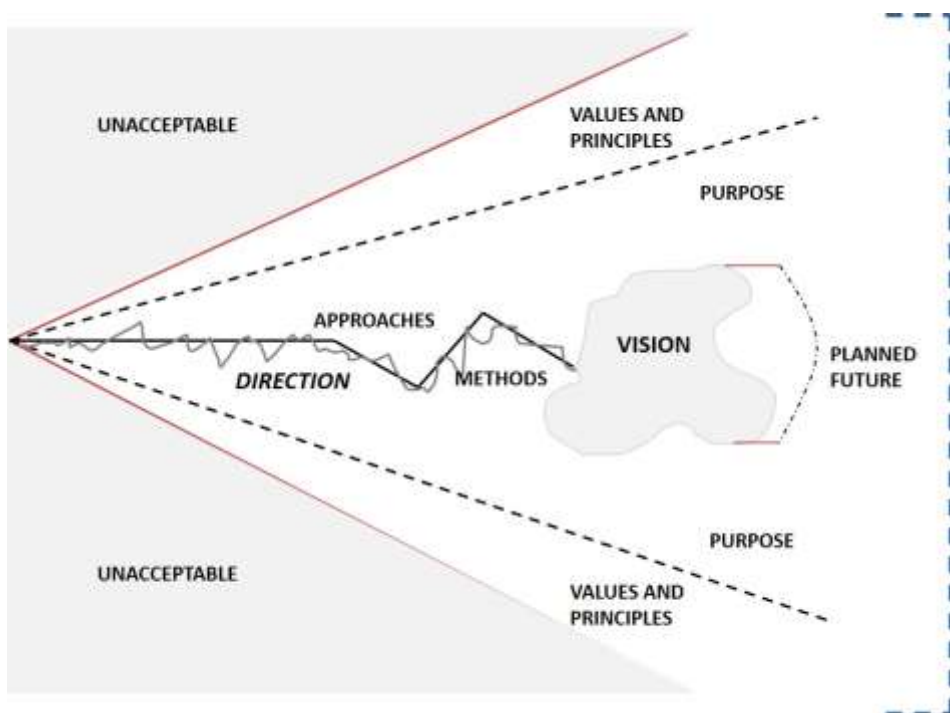 UNACCEPTABLE
VALUES AND
PRINCIPLES
PURPOSE
APPROACHES
VISION
DIRECTION
METHODS
PLANNED
FUTURE
PURPOSE
UNACCEPTABLE
VALUES AND
PRINCIPLES